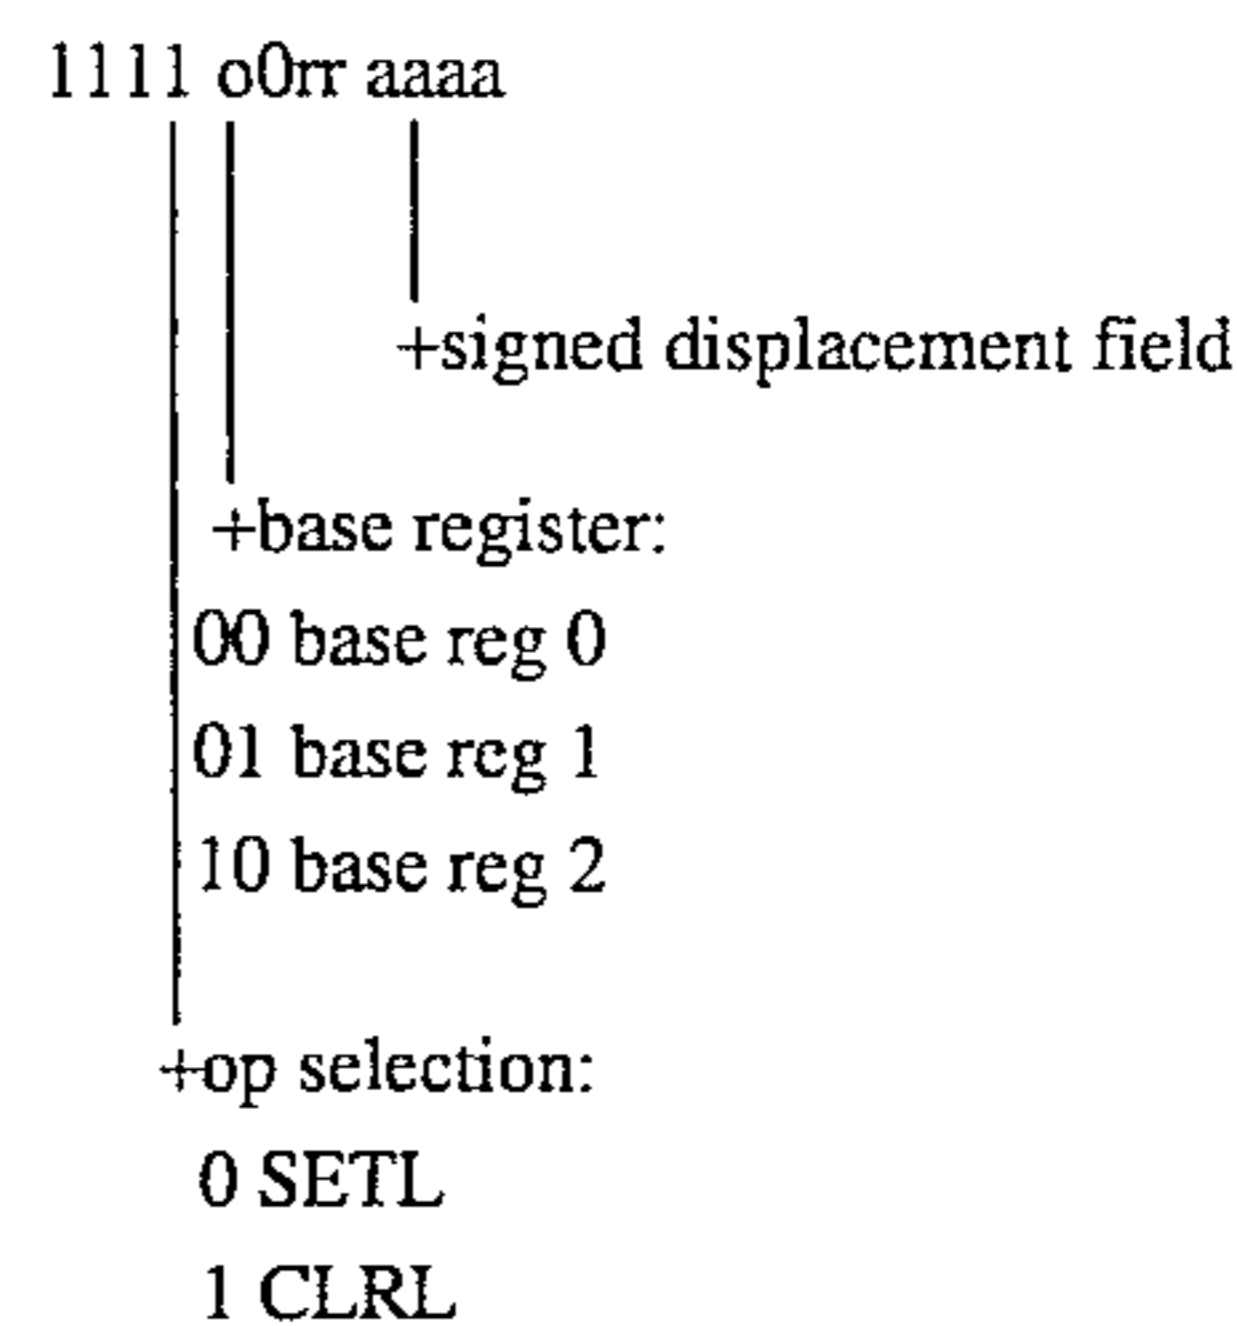 1111 o0rr aaaa
+signed displacement field
+base register:
00 base reg 0
01 base reg 1
10 base reg 2
+op selection:
0 SETL
1 CLRL